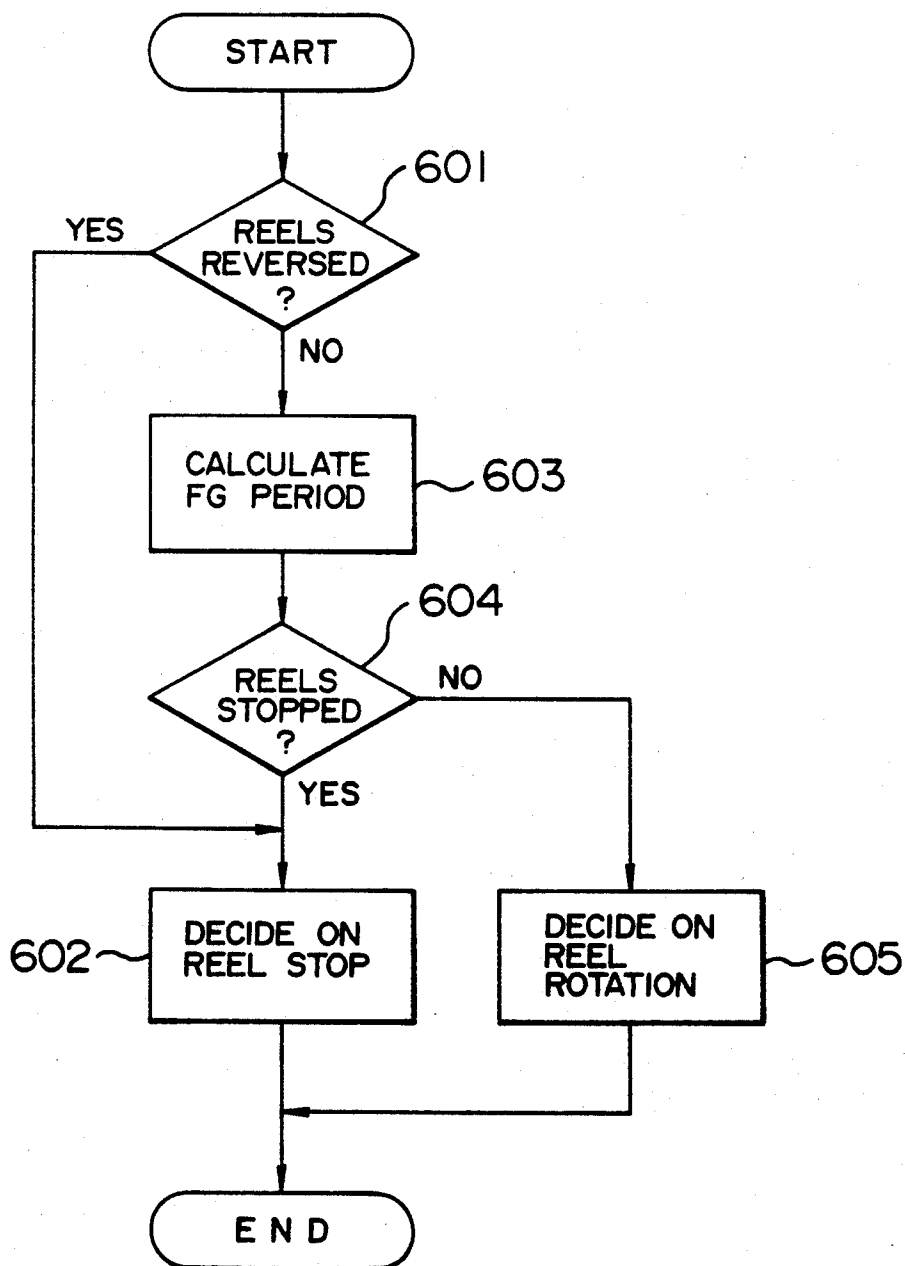 START
601
YES
REELS
REVERSED
?
NO
CALCULATE
FG PERIOD
603
604
REELS
STOPPED
?
NO
YES
602
DECIDE ON
REEL STOP
DECIDE ON
REEL
ROTATION
605
END